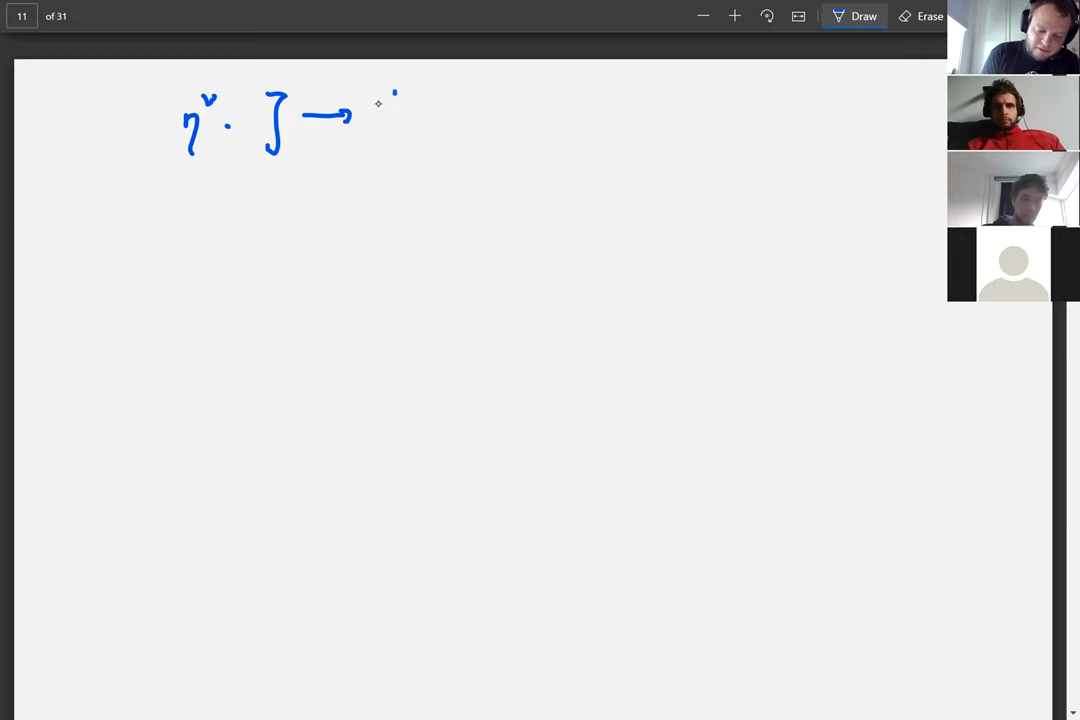 11 of 31 Draw Erase
η^v · J →